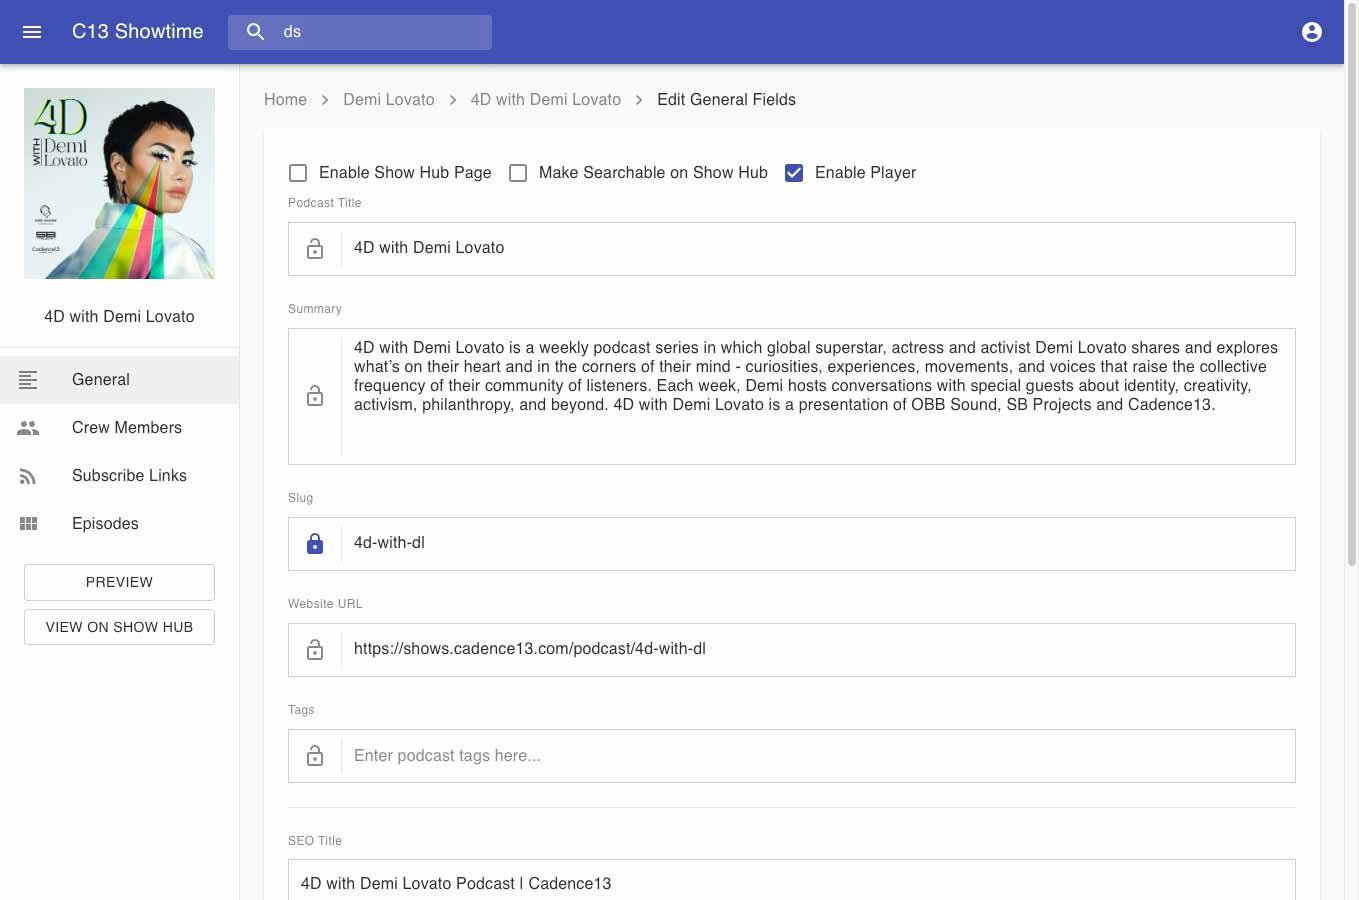 C13 Showtime
ds
4D
WITH Demi
Lovato
Cadence13
4D with Demi Lovato
General
Crew Members
Subscribe Links
Episodes
PREVIEW
VIEW ON SHOW HUB
Home > Demi Lovato > 4D with Demi Lovato > Edit General Fields
Enable Show Hub Page Make Searchable on Show Hub Enable Player
Podcast Title
4D with Demi Lovato
Summary
4D with Demi Lovato is a weekly podcast series in which global superstar, actress and activist Demi Lovato shares and explores
what’s on their heart and in the corners of their mind - curiosities, experiences, movements, and voices that raise the collective
frequency of their community of listeners. Each week, Demi hosts conversations with special guests about identity, creativity,
activism, philanthropy, and beyond. 4D with Demi Lovato is a presentation of OBB Sound, SB Projects and Cadence13.
Slug
4d-with-dl
Website URL
https://shows.cadence13.com/podcast/4d-with-dl
Tags
Enter podcast tags here...
SEO Title
4D with Demi Lovato Podcast | Cadence13